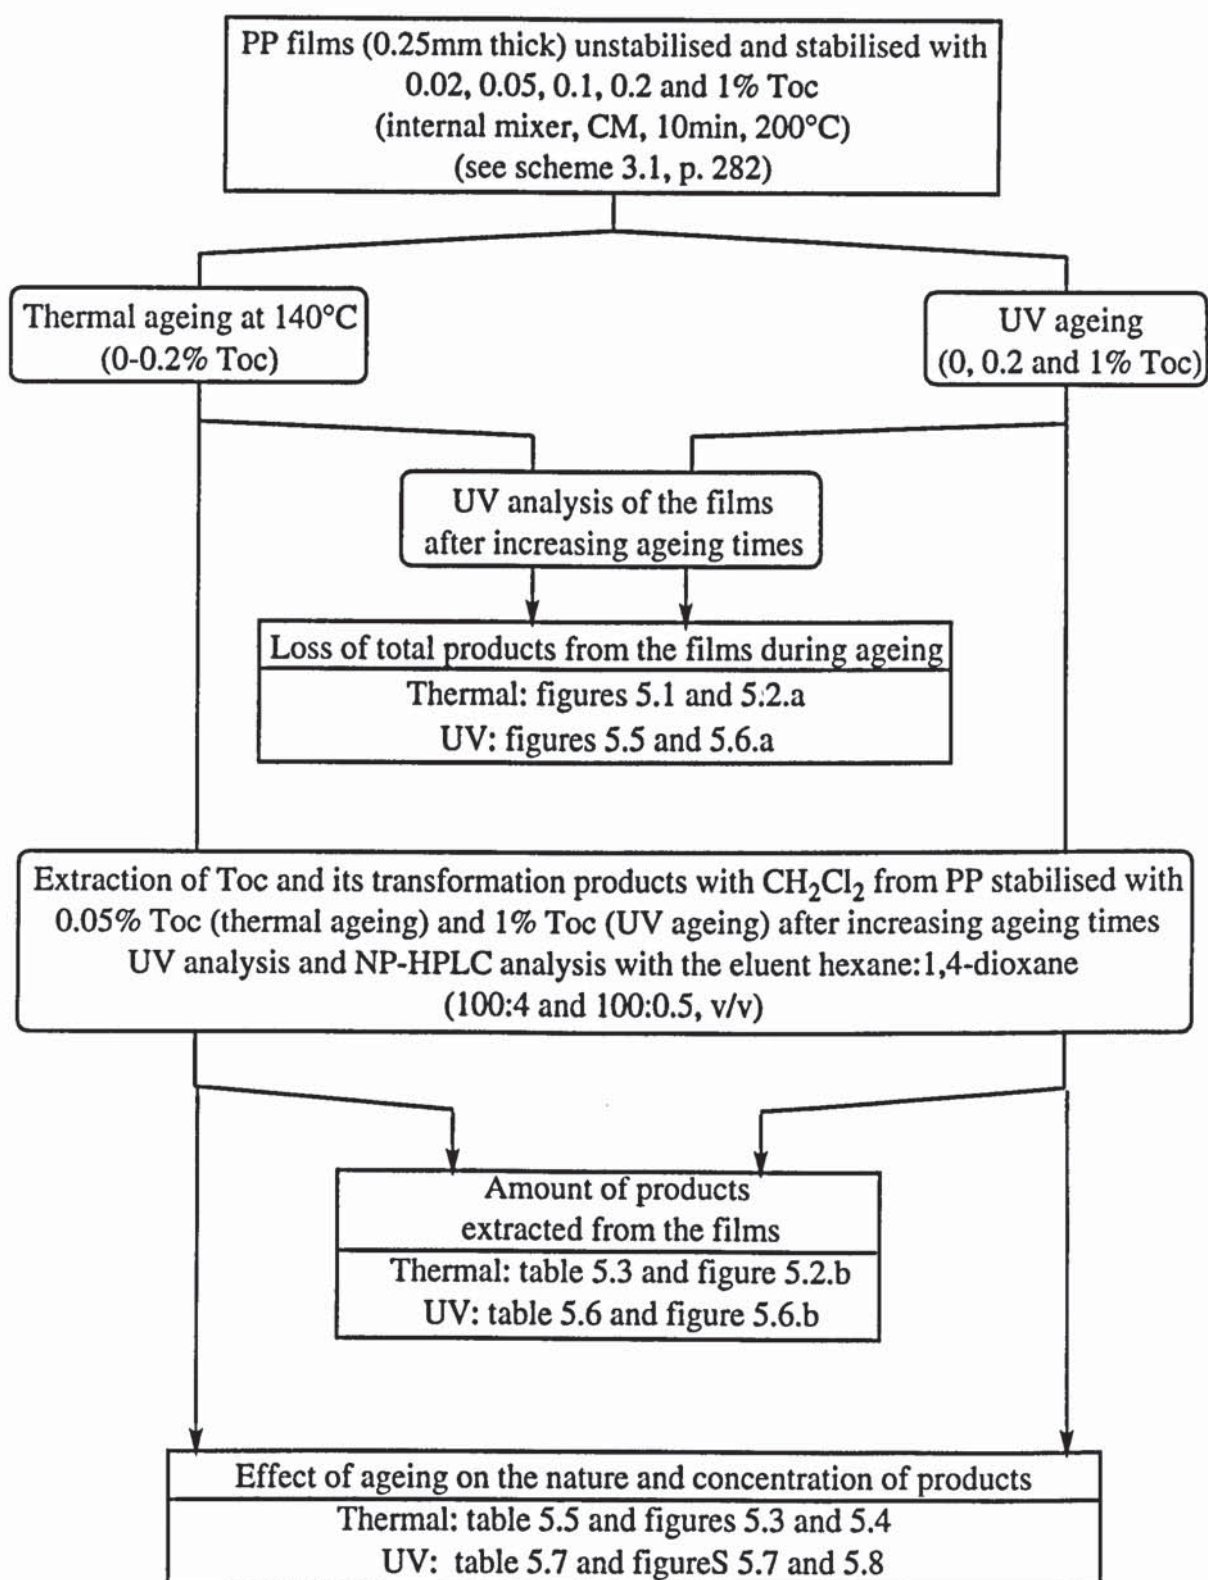 PP films (0.25mm thick) unstabilised and stabilised with
0.02, 0.05, 0.1, 0.2 and 1% Toc
(internal mixer, CM, 10min, 200°C)
(see scheme 3.1, p. 282)
Thermal ageing at 140°C
(0-0.2% Toc)
UV ageing
(0, 0.2 and 1% Toc)
UV analysis of the films
after increasing ageing times
Loss of total products from the films during ageing
Thermal: figures 5.1 and 5.2.a
UV: figures 5.5 and 5.6.a
Extraction of Toc and its transformation products with CH₂Cl₂ from PP stabilised with
0.05% Toc (thermal ageing) and 1% Toc (UV ageing) after increasing ageing times
UV analysis and NP-HPLC analysis with the eluent hexane:1,4-dioxane
(100:4 and 100:0.5, v/v)
Amount of products
extracted from the films
Thermal: table 5.3 and figure 5.2.b
UV: table 5.6 and figure 5.6.b
Effect of ageing on the nature and concentration of products
Thermal: table 5.5 and figures 5.3 and 5.4
UV: table 5.7 and figureS 5.7 and 5.8